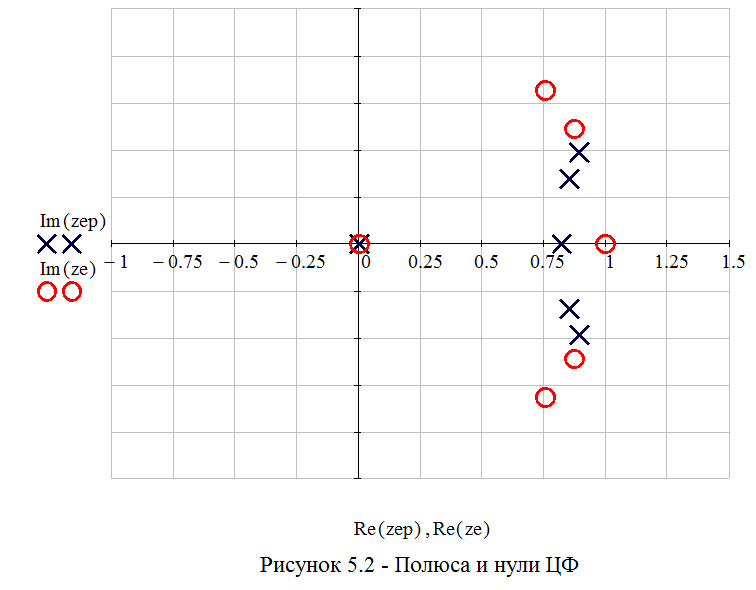 Im(zep)
Im(ze)
−1 −0.75 −0.5 −0.25 0 0.25 0.5 0.75 1 1.25 1.5
Re(zep) ,Re(ze)
Рисунок 5.2 - Полюса и нули ЦФ